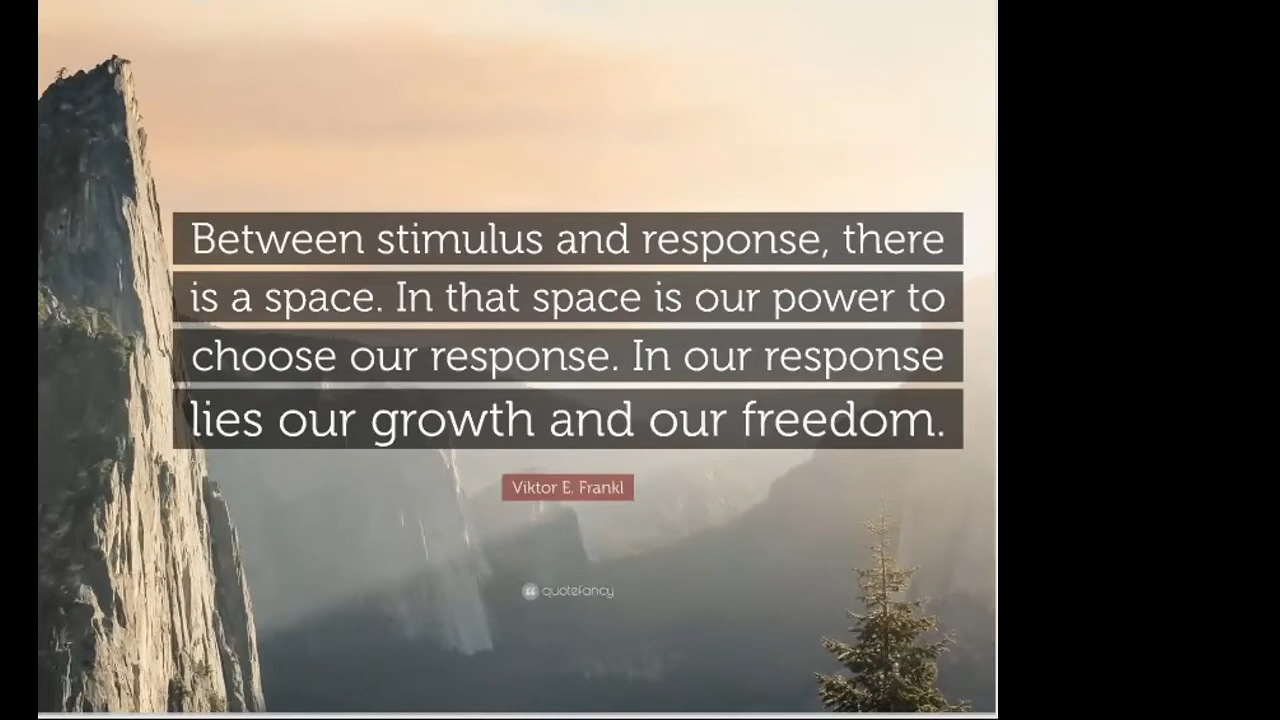 Between stimulus and response, there
is a space. In that space is our power to
choose our response. In our response
lies our growth and our freedom.
Viktor E. Frankl
quotefancy